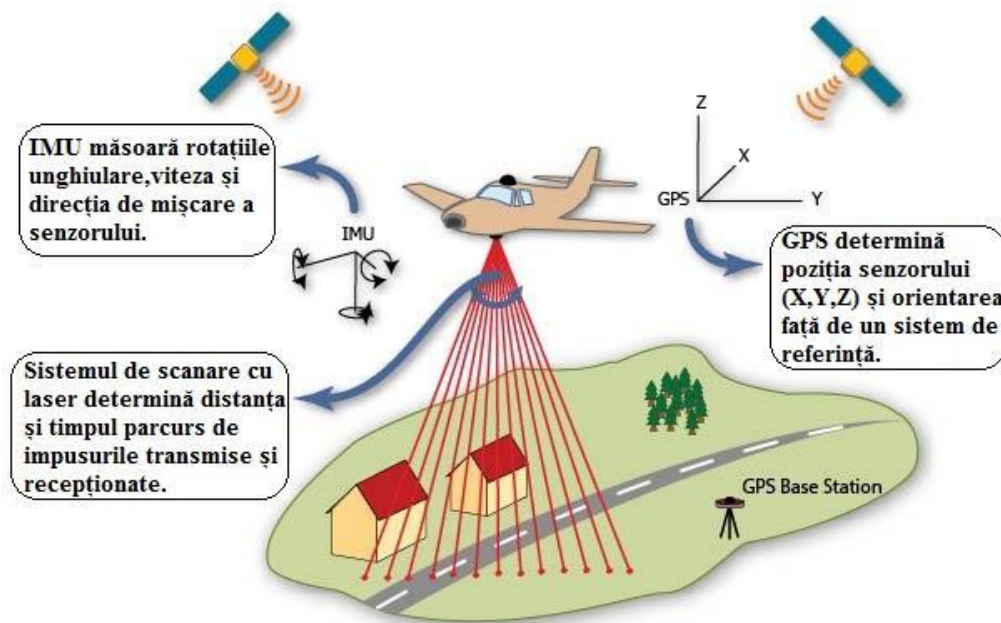 IMU măsoară rotațiile
unghiulare,viteza și
direcția de mișcare a
senzorului.
IMU
Z
X
GPS
Y
GPS determină
poziția senzorului
(X,Y,Z) și orientarea
față de un sistem de
referință.
Sistemul de scanare cu
laser determină distanța
și timpul parcurs de
impusurile transmise și
recepționate.
GPS Base Station